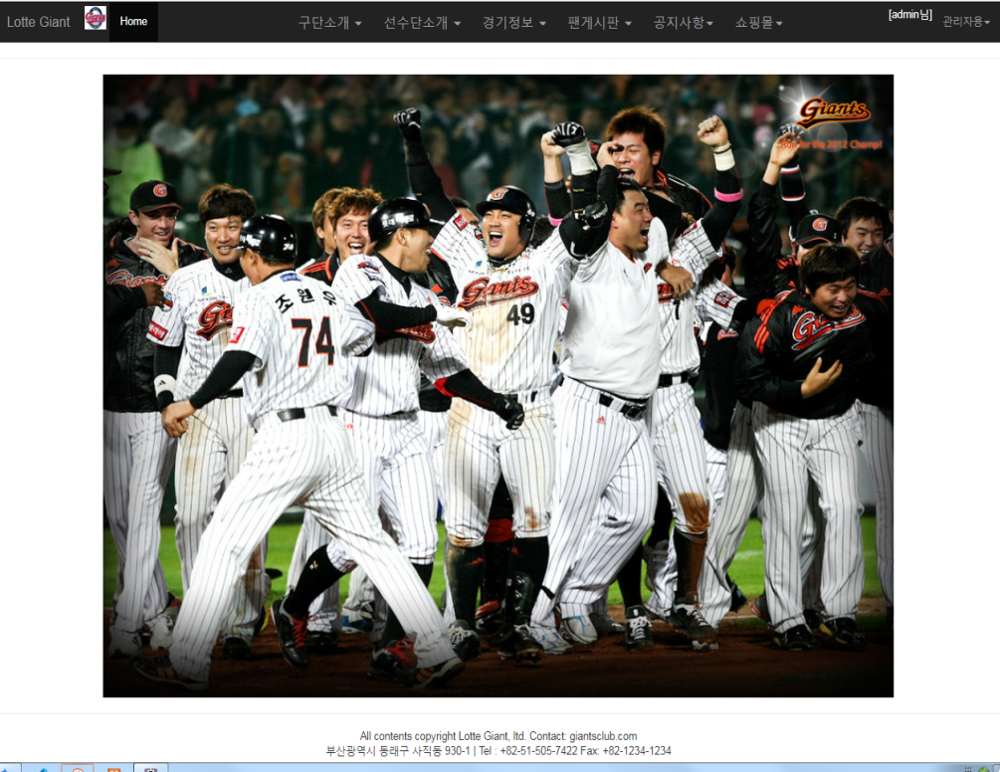 Lotte Giant
Giants
Home
구단소개
선수단소개
경기정보
팬게시판
공지사항
쇼핑몰
[admin님]
관리자용
Giants
for the 2012 Champ!
조원우
74
Giants
49
Giants
All contents copyright Lotte Giant, ltd. Contact: giantsclub.com
부산광역시 동래구 사직동 930-1 | Tel : +82-51-505-7422 Fax: +82-1234-1234